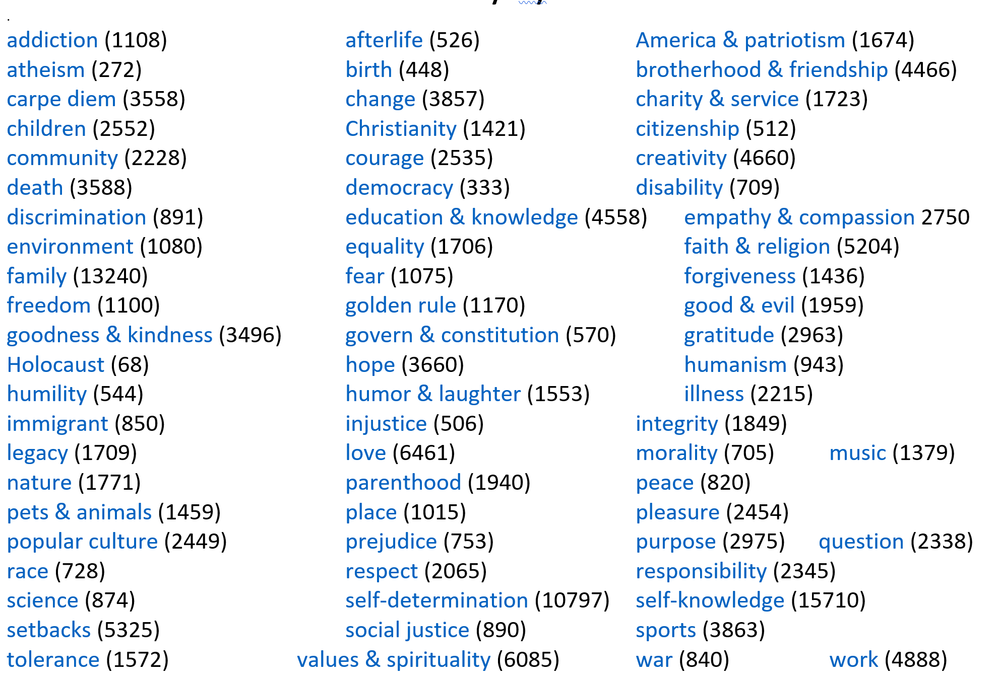 .
addiction (1108) afterlife (526) America & patriotism (1674)
atheism (272) birth (448) brotherhood & friendship (4466)
carpe diem (3558) change (3857) charity & service (1723)
children (2552) Christianity (1421) citizenship (512)
community (2228) courage (2535) creativity (4660)
death (3588) democracy (333) disability (709)
discrimination (891) education & knowledge (4558) empathy & compassion 2750
environment (1080) equality (1706) faith & religion (5204)
family (13240) fear (1075) forgiveness (1436)
freedom (1100) golden rule (1170) good & evil (1959)
goodness & kindness (3496) govern & constitution (570) gratitude (2963)
Holocaust (68) hope (3660) humanism (943)
humility (544) humor & laughter (1553) illness (2215)
immigrant (850) injustice (506) integrity (1849)
legacy (1709) love (6461) morality (705) music (1379)
nature (1771) parenthood (1940) peace (820)
pets & animals (1459) place (1015) pleasure (2454)
popular culture (2449) prejudice (753) purpose (2975) question (2338)
race (728) respect (2065) responsibility (2345)
science (874) self-determination (10797) self-knowledge (15710)
setbacks (5325) social justice (890) sports (3863)
tolerance (1572) values & spirituality (6085) war (840) work (4888)